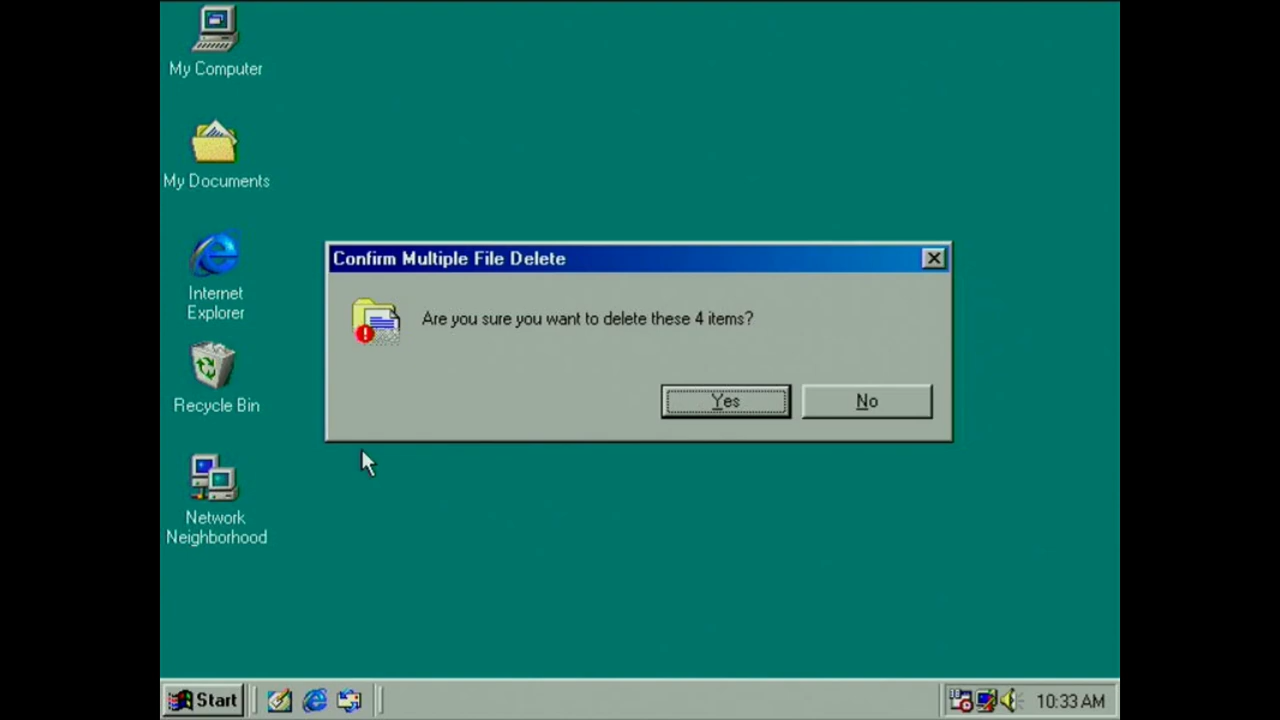 My Computer
My Documents
Internet
Explorer
Recycle Bin
Network
Neighborhood
Confirm Multiple File Delete
Are you sure you want to delete these 4 items?
Yes
No
Start
10:33 AM